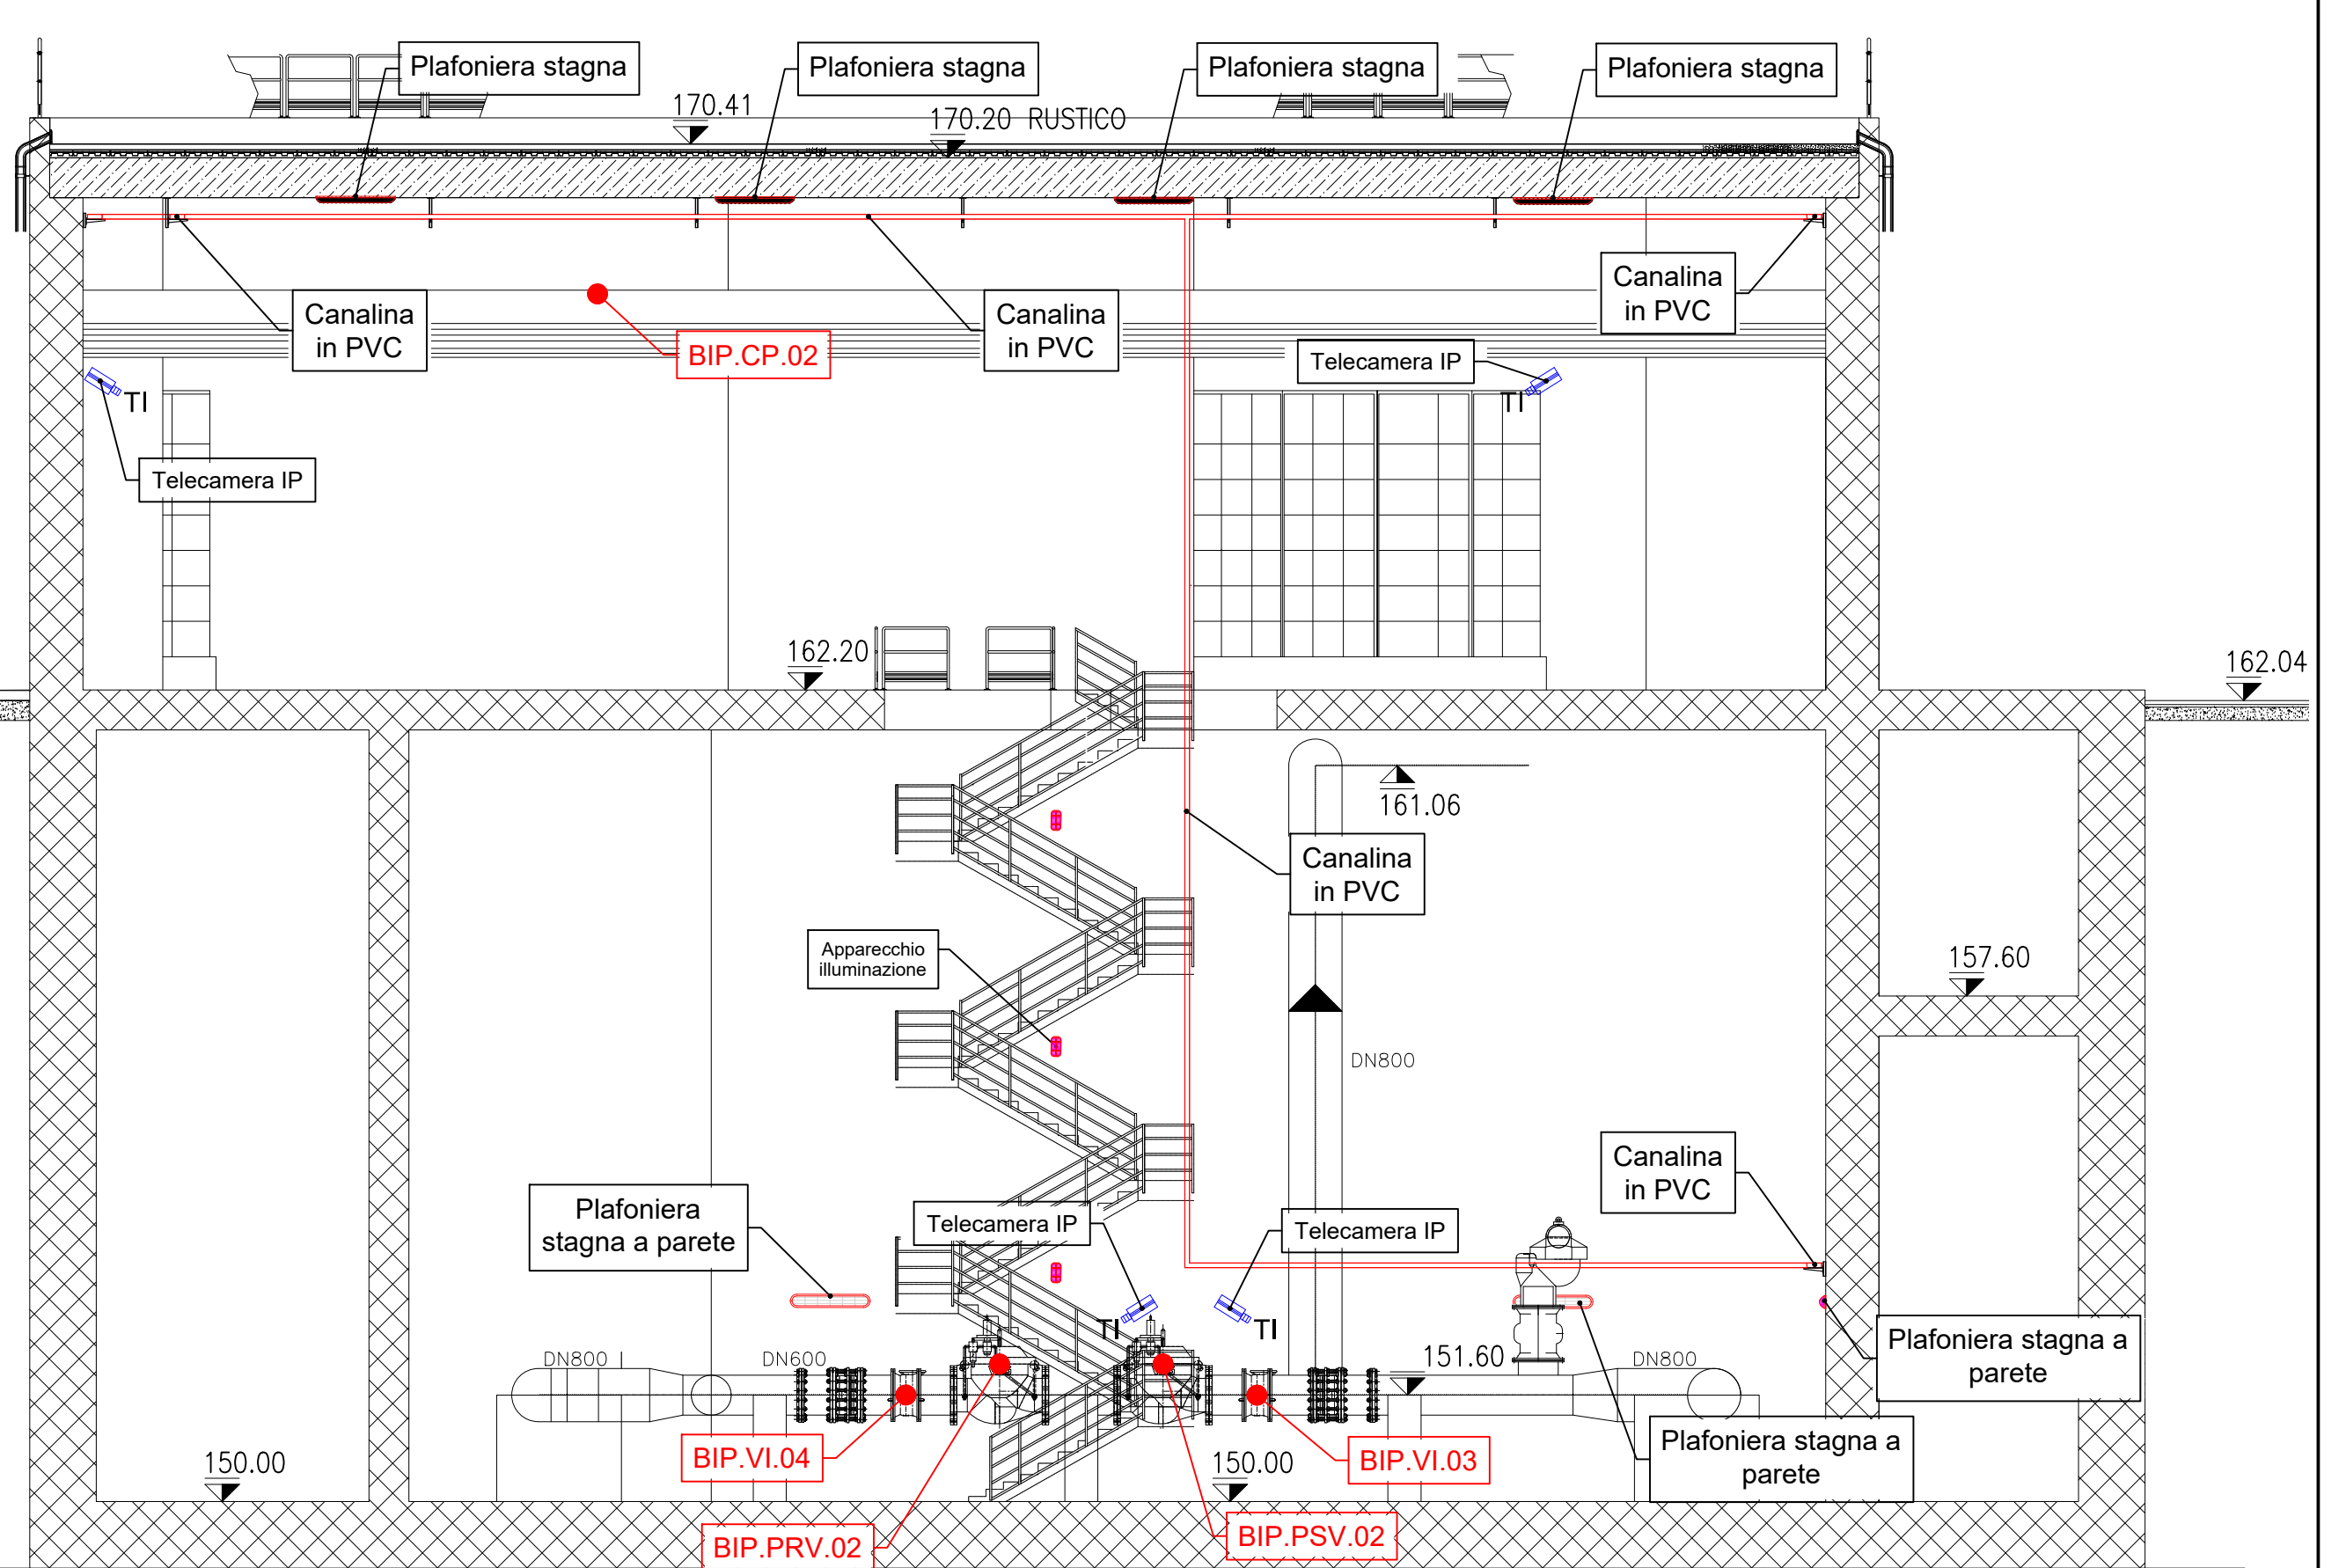 Plafoniera stagna
Plafoniera stagna
Plafoniera stagna
Plafoniera stagna
170.41
170.20 RUSTICO
Canalina
in PVC
BIP.CP.02
Canalina
in PVC
Canalina
in PVC
Telecamera IP
TI
TI
Telecamera IP
162.20
162.04
161.06
Canalina
in PVC
Apparecchio
illuminazione
157.60
DN800
Canalina
in PVC
Plafoniera
stagna a parete
Telecamera IP
Telecamera IP
TI
TI
Plafoniera stagna a
parete
DN800
DN600
151.60
DN800
BIP.VI.04
BIP.VI.03
Plafoniera stagna a
parete
150.00
150.00
BIP.PRV.02
BIP.PSV.02